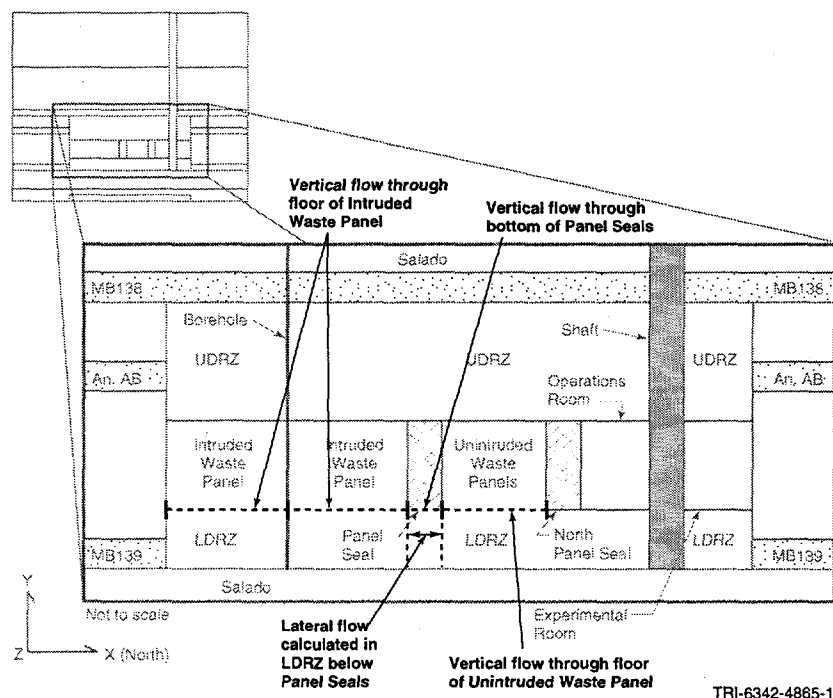 Vertical flow through
floor of Intruded
Waste Panel
Vertical flow through
bottom of Panel Seals
Salado
MB138
MB138
Borehole
Shaft
UDRZ
UDRZ
UDRZ
An, AB
An, AB
Operations
Room
Intruded
Waste
Panel
Intruded
Waste
Panel
Unintruded
Waste
Panels
LDRZ
Panel
Seal
LDRZ
North
Panel Seal
LDRZ
MB139
MB139
Salado
Y
Z
X (North)
Not to scale
Experimental
Room
Lateral flow
calculated in
LDRZ below
Panel Seals
Vertical flow through floor
of Unintruded Waste Panel
TRI-6342-4865-1